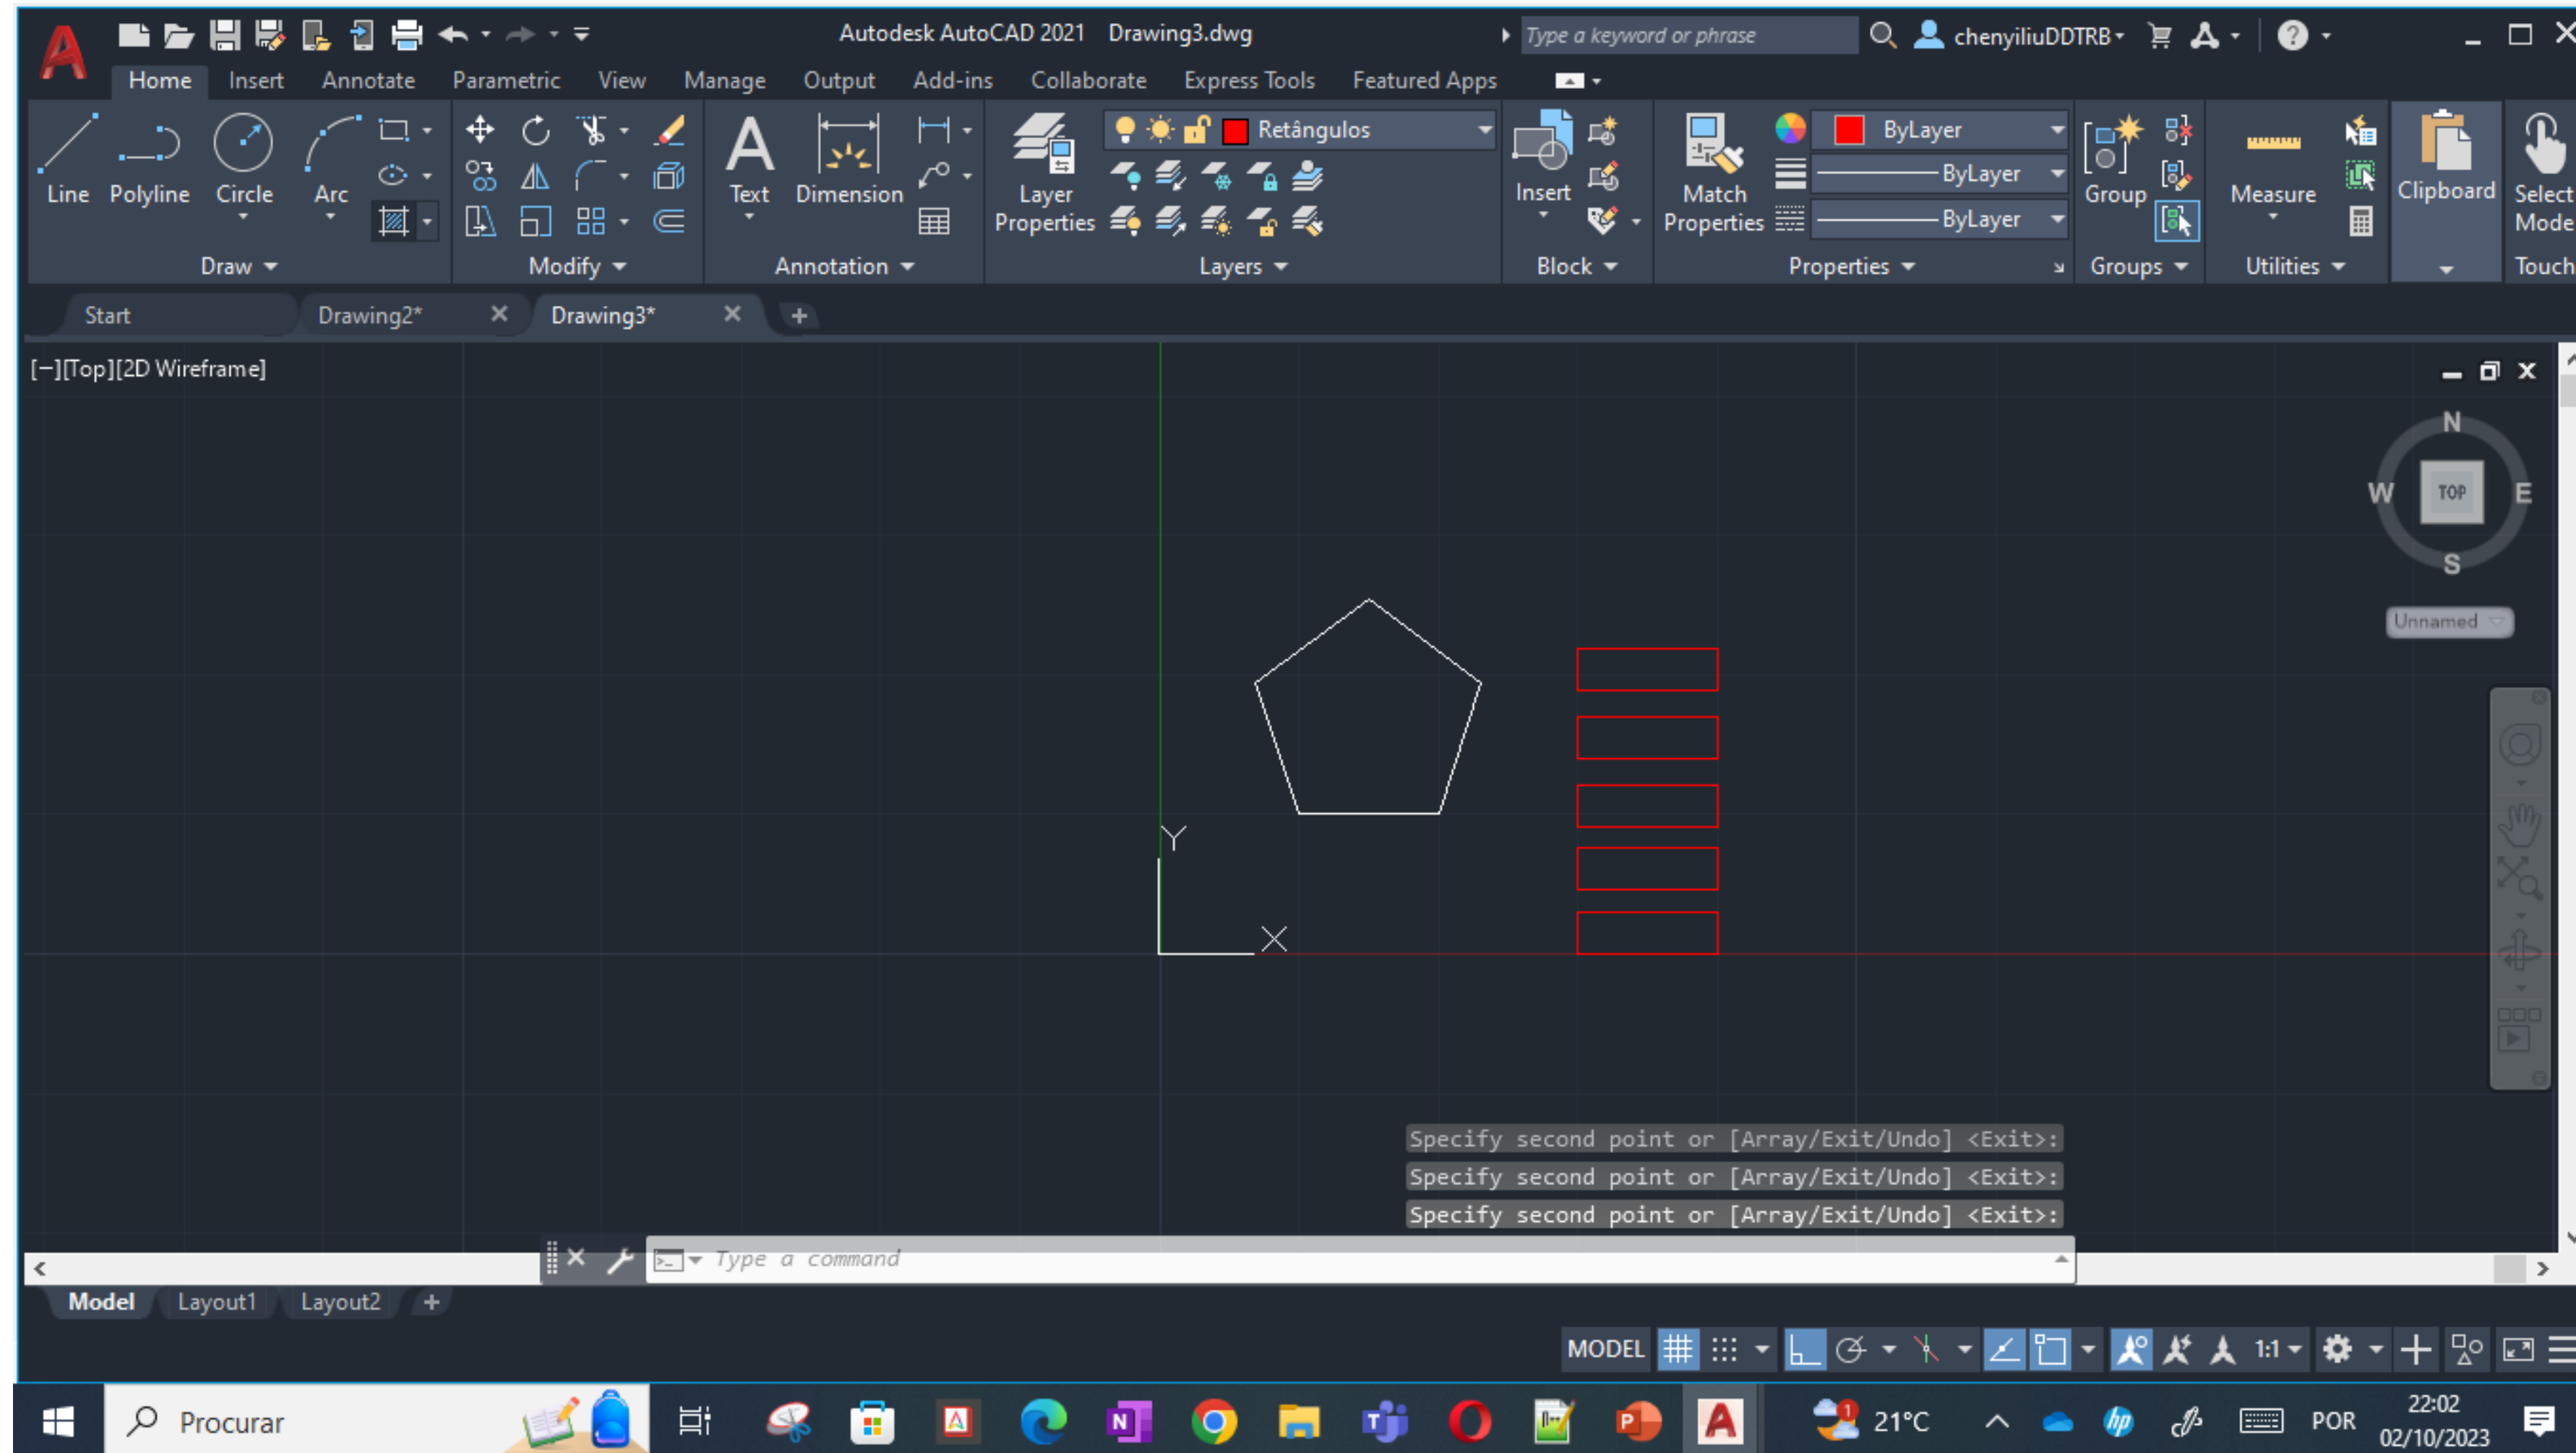 Autodesk AutoCAD 2021 Drawing3.dwg Type a keyword or phrase chenyiliuDDTRB
Home Insert Annotate Parametric View Manage Output Add-ins Collaborate Express Tools Featured Apps
Line Polyline Circle Arc Text Dimension Layer Properties Retângulos Insert Match Properties ByLayer ByLayer ByLayer Group Measure Clipboard Select Mode
Draw Modify Annotation Layers Block Properties Groups Utilities Touch
Start Drawing2* Drawing3*
[−][Top][2D Wireframe]
N
W TOP E
S
Unnamed
Y
X
Specify second point or [Array/Exit/Undo] <Exit>:
Specify second point or [Array/Exit/Undo] <Exit>:
Specify second point or [Array/Exit/Undo] <Exit>:
Type a command
Model Layout1 Layout2
MODEL 1:1
Procurar 21°C POR 22:02
02/10/2023